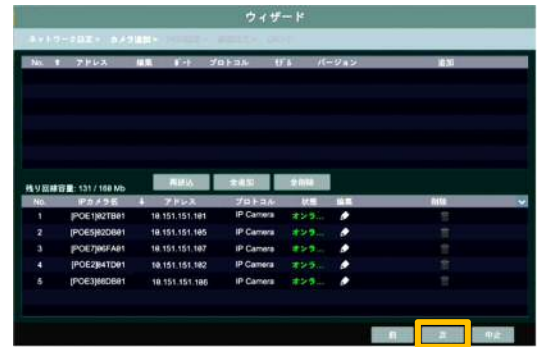 ウィザード
ネットワーク設定 カメラ追加
No. アドレス 編集 ポート プロトコル モデル バージョン 追加
残り回線容量: 131 / 160 Mb 再読込 全追加 全削除
No. IPカメラ名 アドレス プロトコル 状態 編集 削除
1 [POE1]02TB01 10.151.151.101 IP Camera オンラ...
2 [POE5]02DB01 10.151.151.105 IP Camera オンラ...
3 [POE7]06FA01 10.151.151.107 IP Camera オンラ...
4 [POE2]04TD01 10.151.151.102 IP Camera オンラ...
5 [POE3]06DB01 10.151.151.106 IP Camera オンラ...
前 次 中止